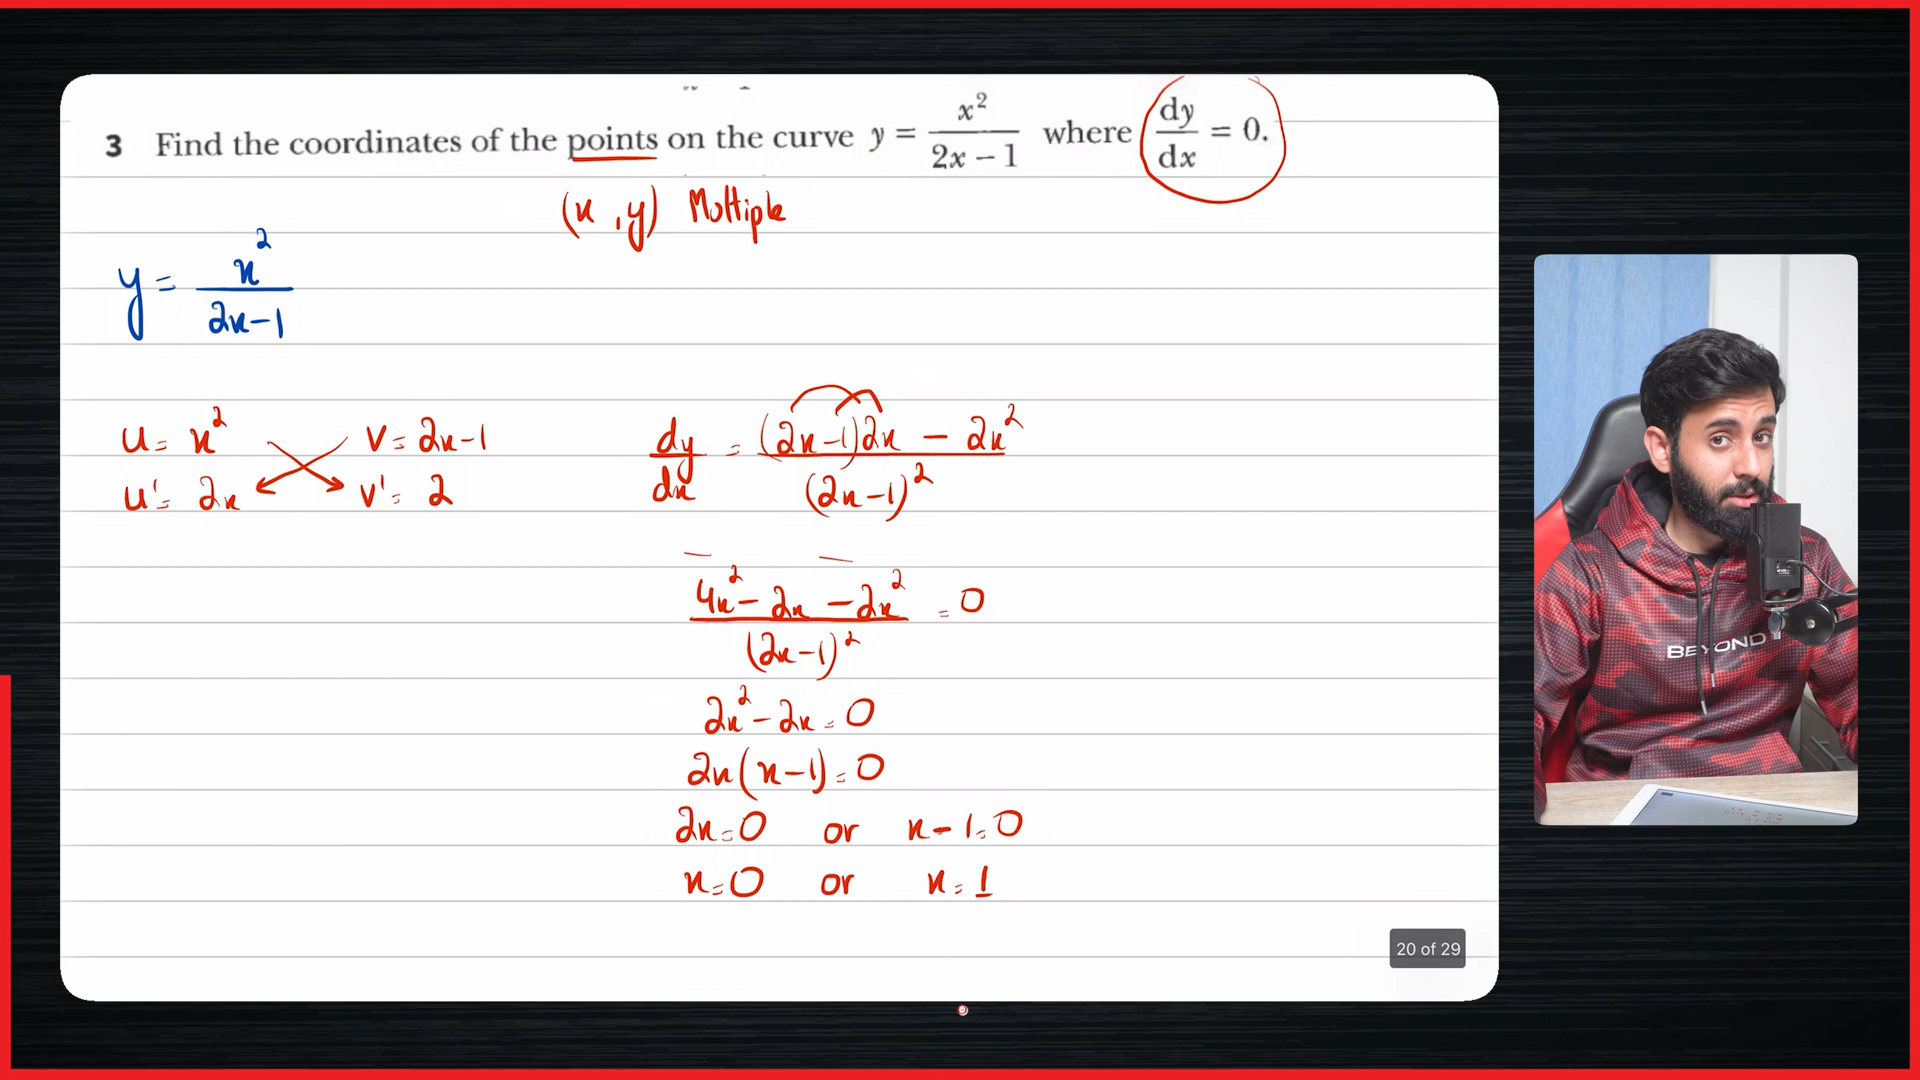 3 Find the coordinates of the points on the curve y = x²/(2x − 1) where dy/dx = 0.
(x, y) Multiple
y = x²/(2x-1)
u = x² v = 2x-1
u' = 2x v' = 2
dy/dx = ((2x-1)2x - 2x²)/(2x-1)²
(4x² - 2x - 2x²)/(2x-1)² = 0
2x² - 2x = 0
2x(x-1) = 0
2x = 0 or x - 1 = 0
x = 0 or x = 1
20 of 29
BEYOND